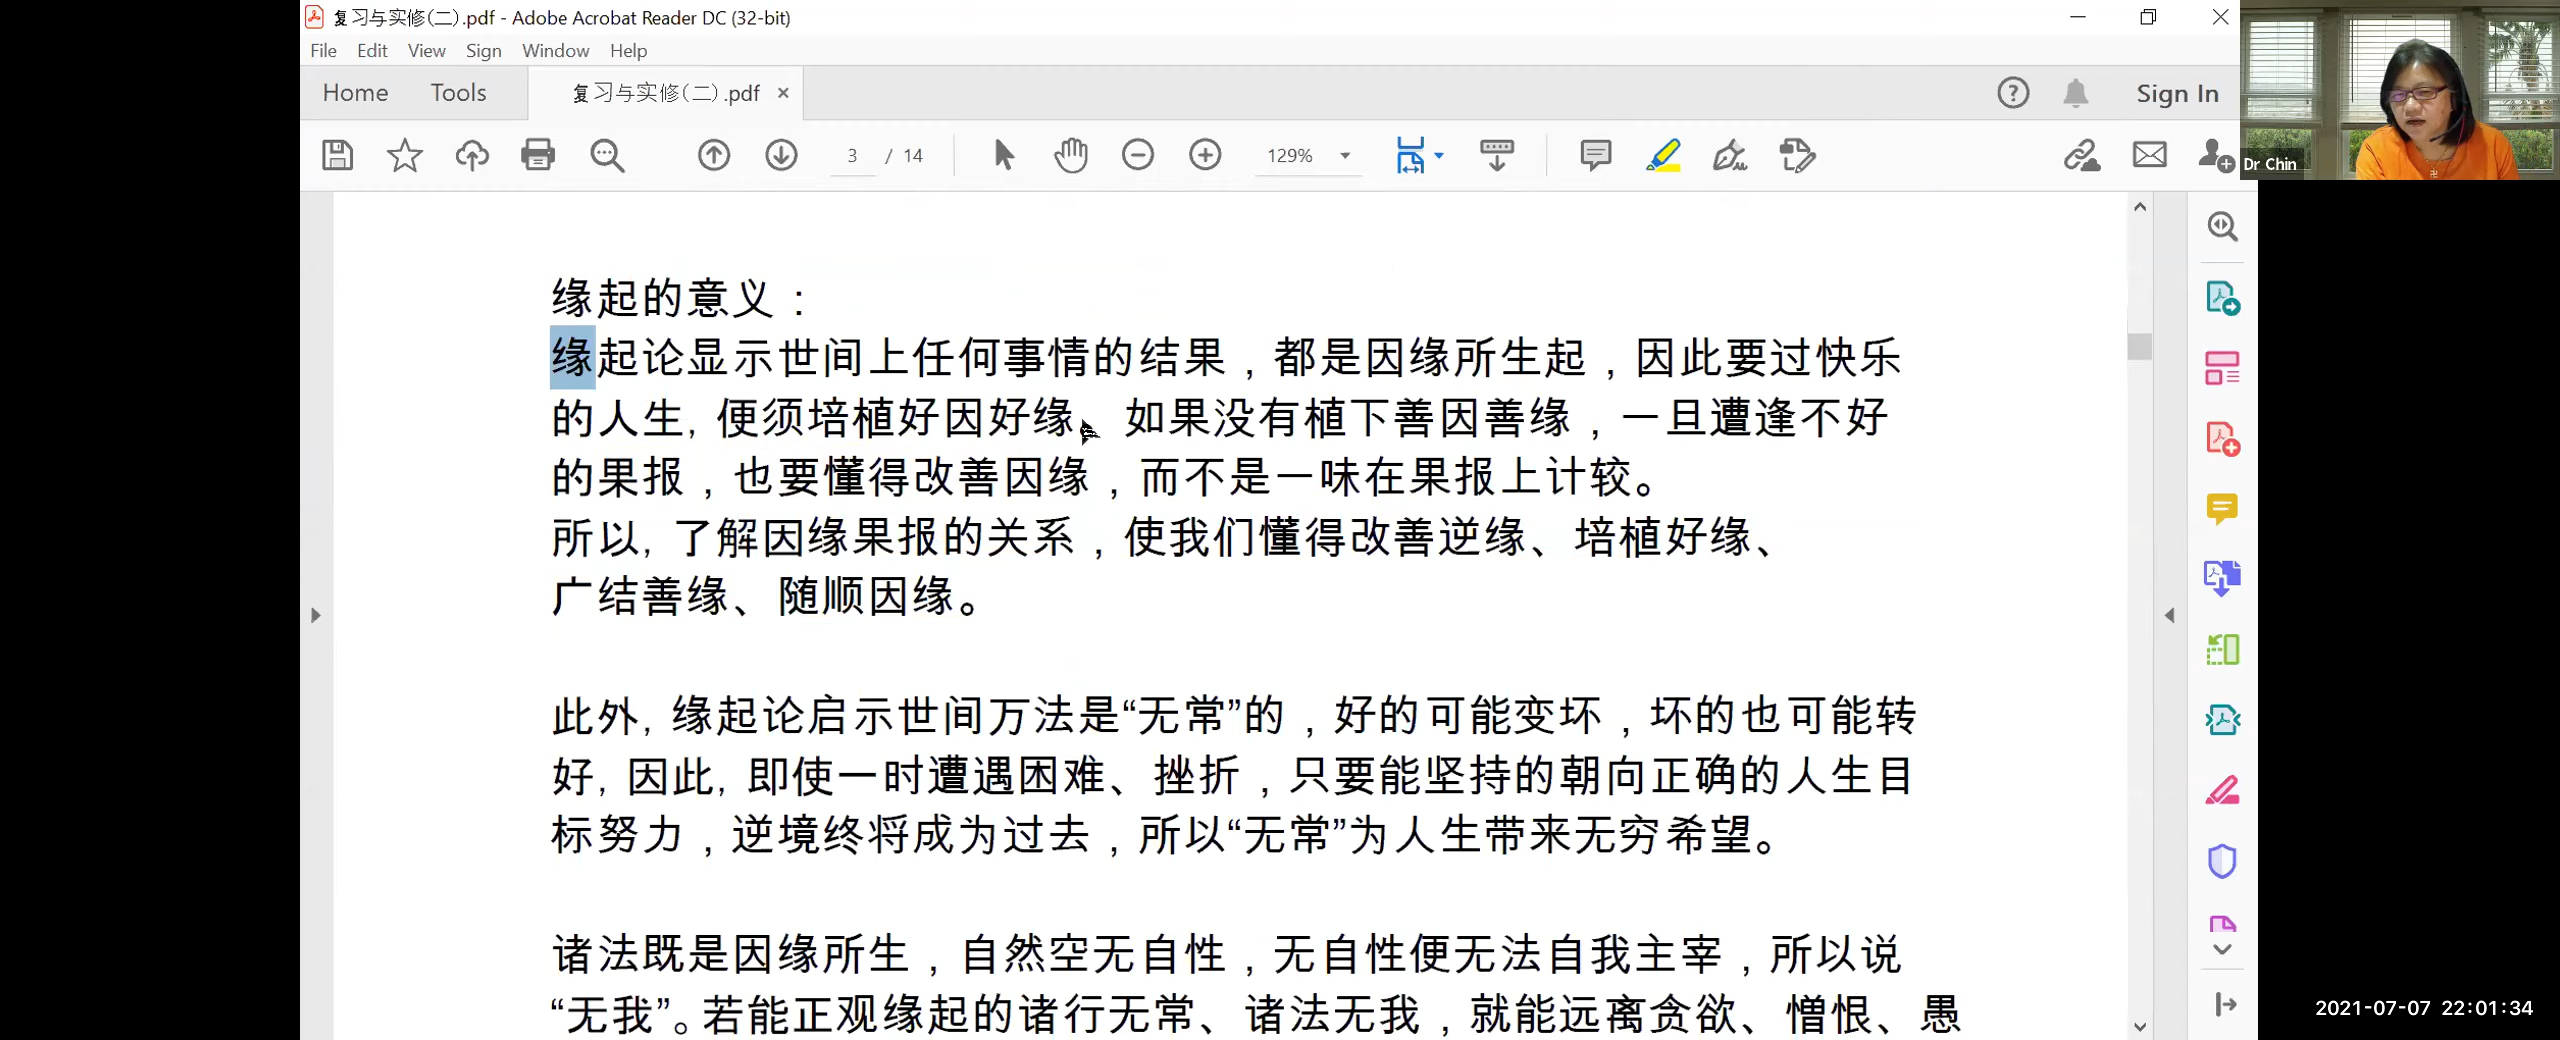 复习与实修(二).pdf - Adobe Acrobat Reader DC (32-bit)
File Edit View Sign Window Help
Home Tools 复习与实修(二).pdf × Sign In
3 / 14 129%
Dr Chin
缘起的意义：
缘起论显示世间上任何事情的结果，都是因缘所生起，因此要过快乐
的人生, 便须培植好因好缘、如果没有植下善因善缘，一旦遭逢不好
的果报，也要懂得改善因缘，而不是一味在果报上计较。
所以, 了解因缘果报的关系，使我们懂得改善逆缘、培植好缘、
广结善缘、随顺因缘。
此外, 缘起论启示世间万法是“无常”的，好的可能变坏，坏的也可能转
好, 因此, 即使一时遭遇困难、挫折，只要能坚持的朝向正确的人生目
标努力，逆境终将成为过去，所以“无常”为人生带来无穷希望。
诸法既是因缘所生，自然空无自性，无自性便无法自我主宰，所以说
“无我”。若能正观缘起的诸行无常、诸法无我，就能远离贪欲、憎恨、愚
2021-07-07 22:01:34